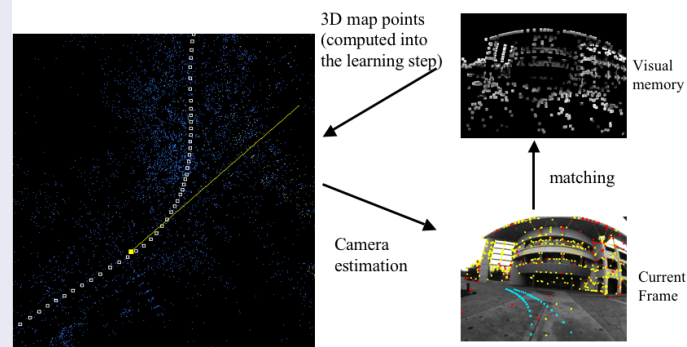 3D map points
(computed into
the learning step)
Visual
memory
matching
Camera
estimation
Current
Frame